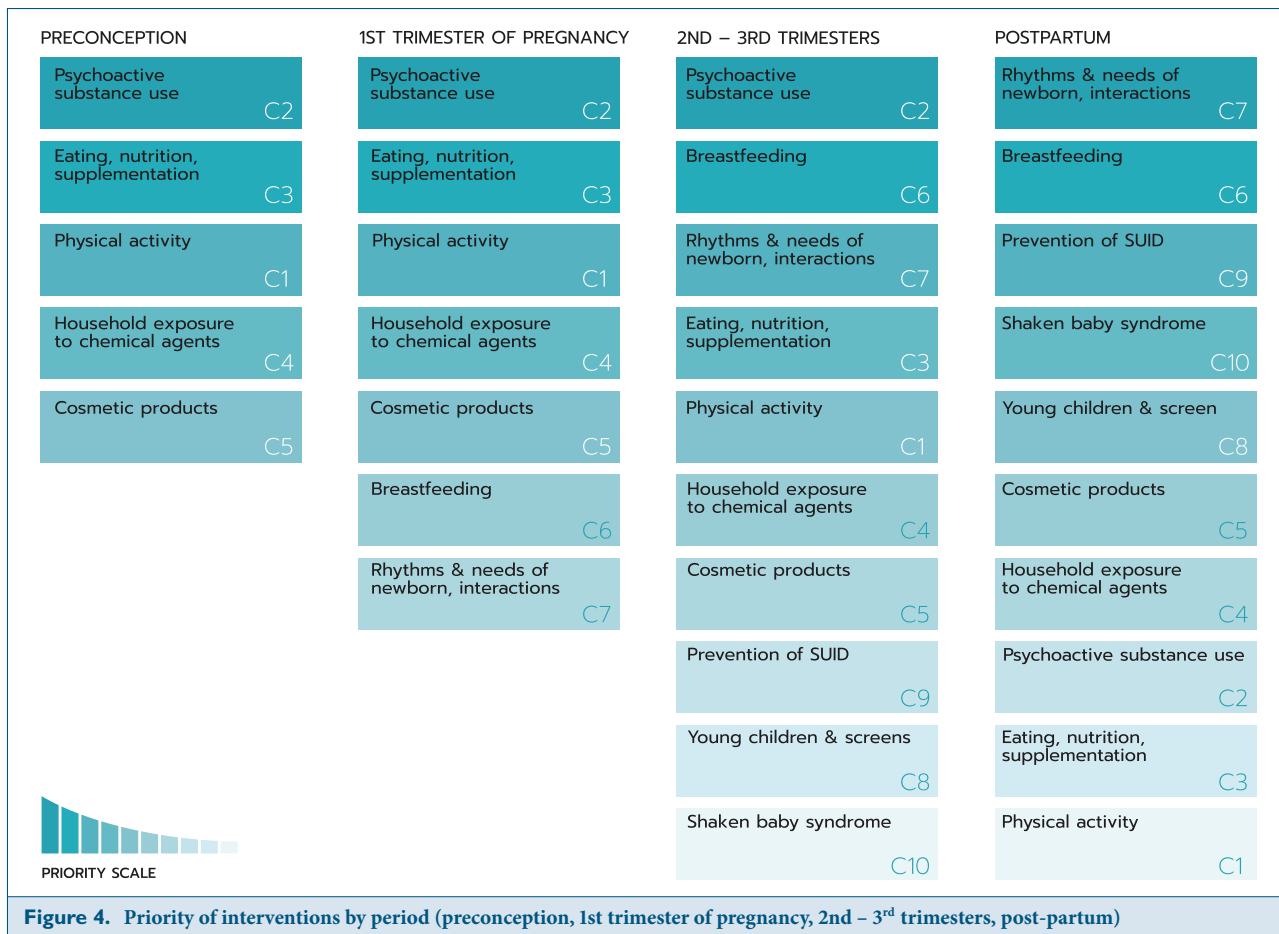 PRECONCEPTION
Psychoactive
substance use
C2
Eating, nutrition,
supplementation
C3
Physical activity
C1
Household exposure
to chemical agents
C4
Cosmetic products
C5
1ST TRIMESTER OF PREGNANCY
Psychoactive
substance use
C2
Eating, nutrition,
supplementation
C3
Physical activity
C1
Household exposure
to chemical agents
C4
Cosmetic products
C5
Breastfeeding
C6
Rhythms & needs of
newborn, interactions
C7
2ND – 3RD TRIMESTERS
Psychoactive
substance use
C2
Breastfeeding
C6
Rhythms & needs of
newborn, interactions
C7
Eating, nutrition,
supplementation
C3
Physical activity
C1
Household exposure
to chemical agents
C4
Cosmetic products
C5
Prevention of SUID
C9
Young children & screens
C8
Shaken baby syndrome
C10
POSTPARTUM
Rhythms & needs of
newborn, interactions
C7
Breastfeeding
C6
Prevention of SUID
C9
Shaken baby syndrome
C10
Young children & screen
C8
Cosmetic products
C5
Household exposure
to chemical agents
C4
Psychoactive substance use
C2
Eating, nutrition,
supplementation
C3
Physical activity
C1
PRIORITY SCALE
Figure 4. Priority of interventions by period (preconception, 1st trimester of pregnancy, 2nd – 3rd trimesters, post-partum)